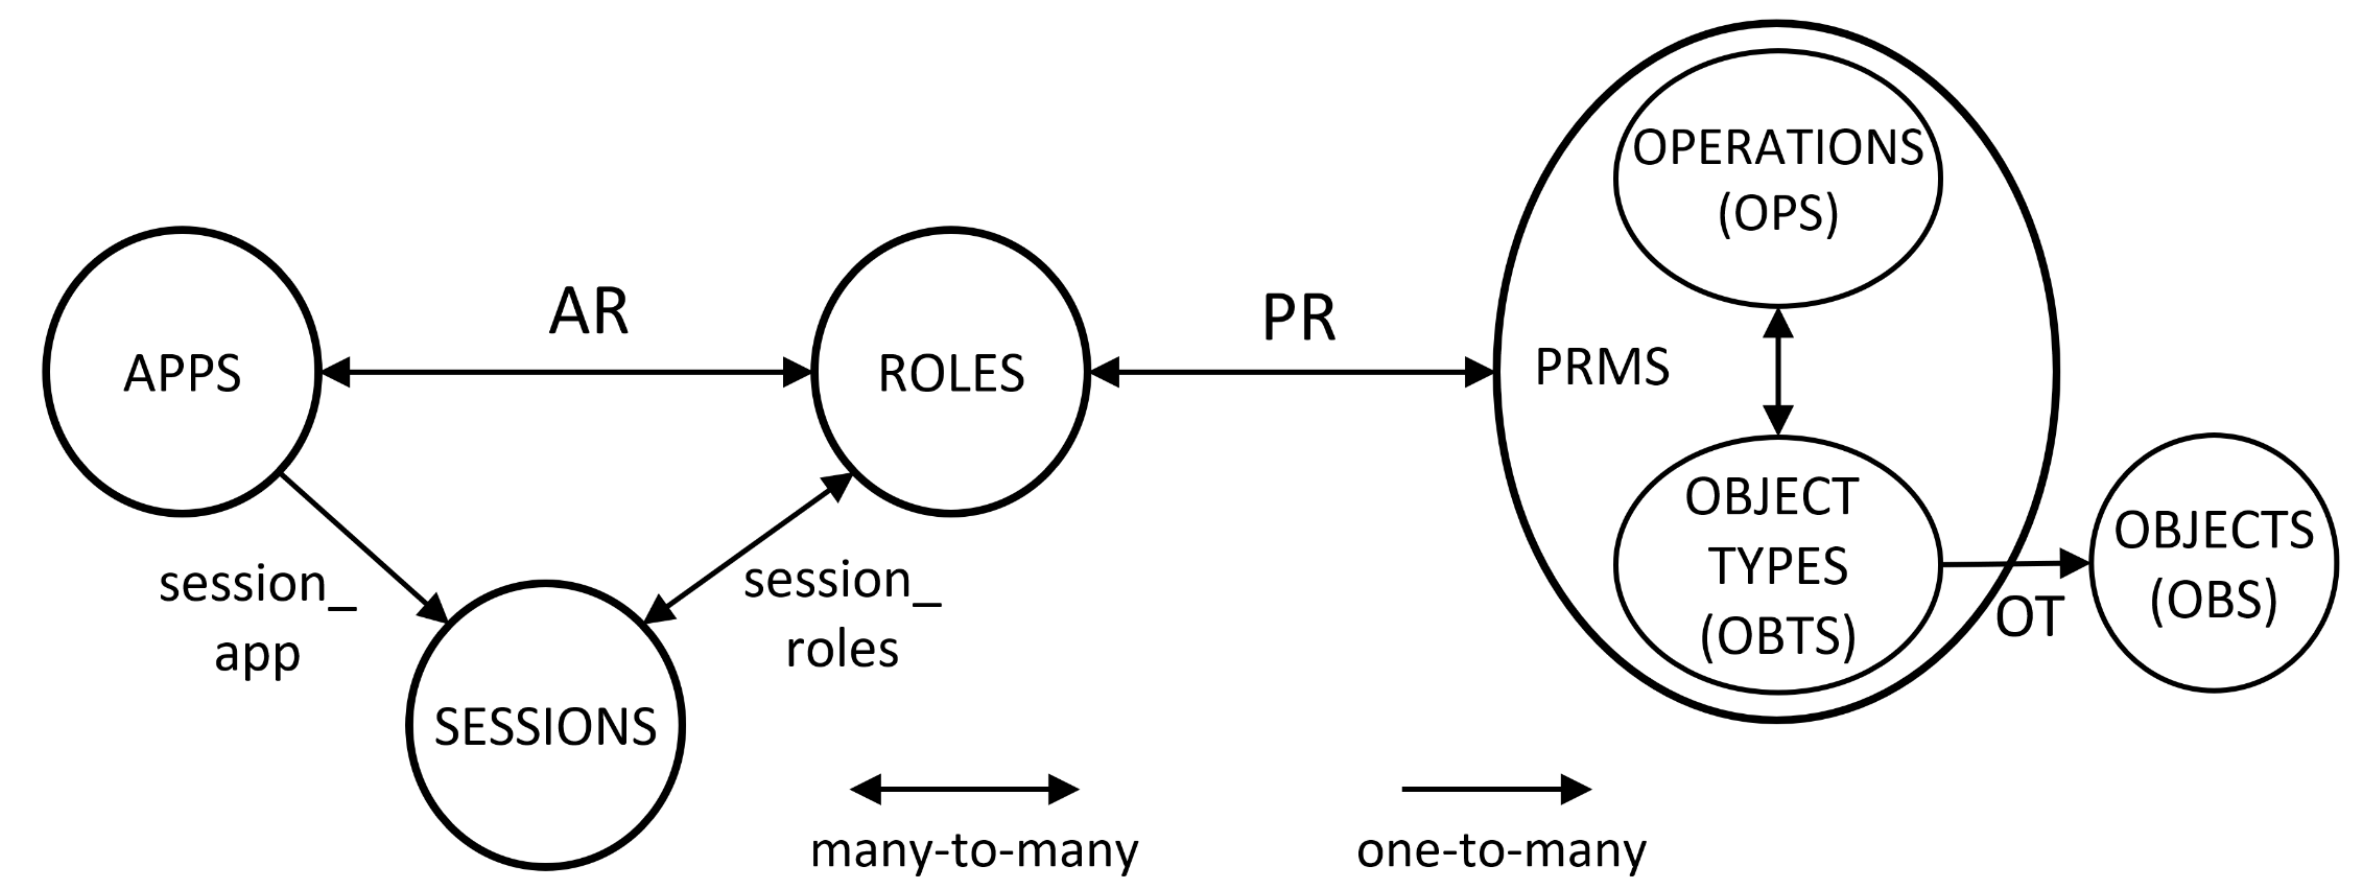 OPERATIONS
(OPS)
AR
PR
APPS
ROLES
PRMS
OBJECT
TYPES
(OBTS)
OBJECTS
(OBS)
OT
session_
app
session_
roles
SESSIONS
many-to-many
one-to-many